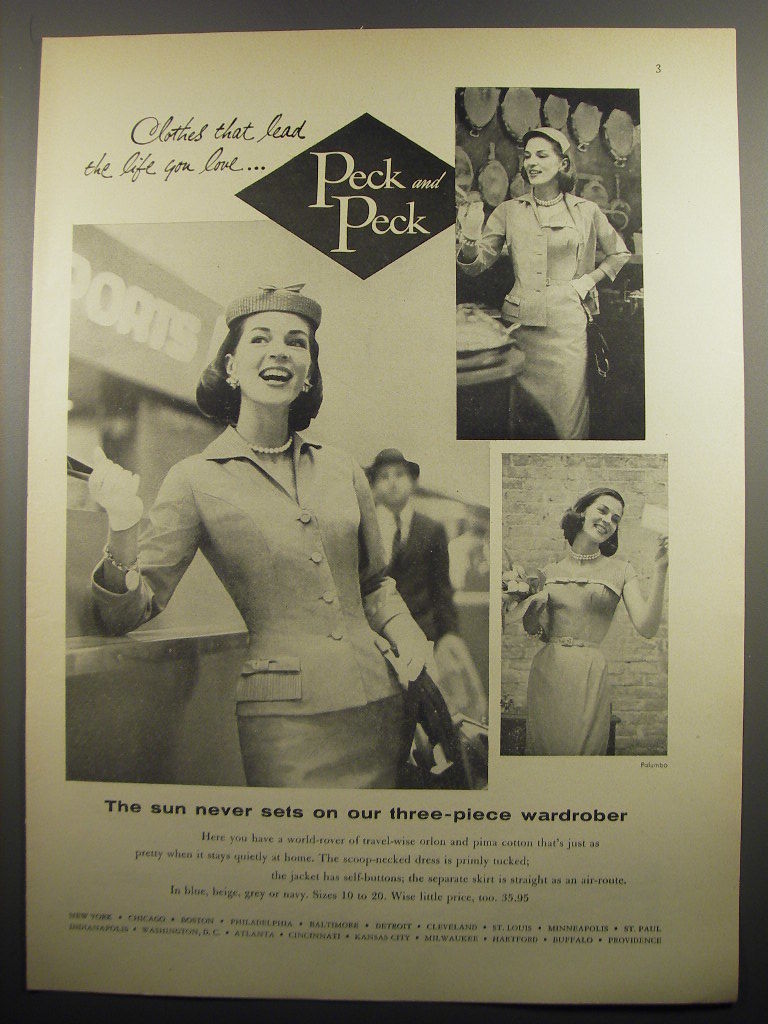 3
Clothes that lead
the life you love...
Peck and
Peck
PORTS
Palumbo
The sun never sets on our three-piece wardrober
Here you have a world-rover of travel-wise orlon and pima cotton that's just as
pretty when it stays quietly at home. The scoop-necked dress is primly tucked;
the jacket has self-buttons; the separate skirt is straight as an air-route.
In blue, beige, grey or navy. Sizes 10 to 20. Wise little price, too. 35.95
NEW YORK • CHICAGO • BOSTON • PHILADELPHIA • BALTIMORE • DETROIT • CLEVELAND • ST. LOUIS • MINNEAPOLIS • ST. PAUL
INDIANAPOLIS • WASHINGTON, D. C. • ATLANTA • CINCINNATI • KANSAS CITY • MILWAUKEE • HARTFORD • BUFFALO • PROVIDENCE